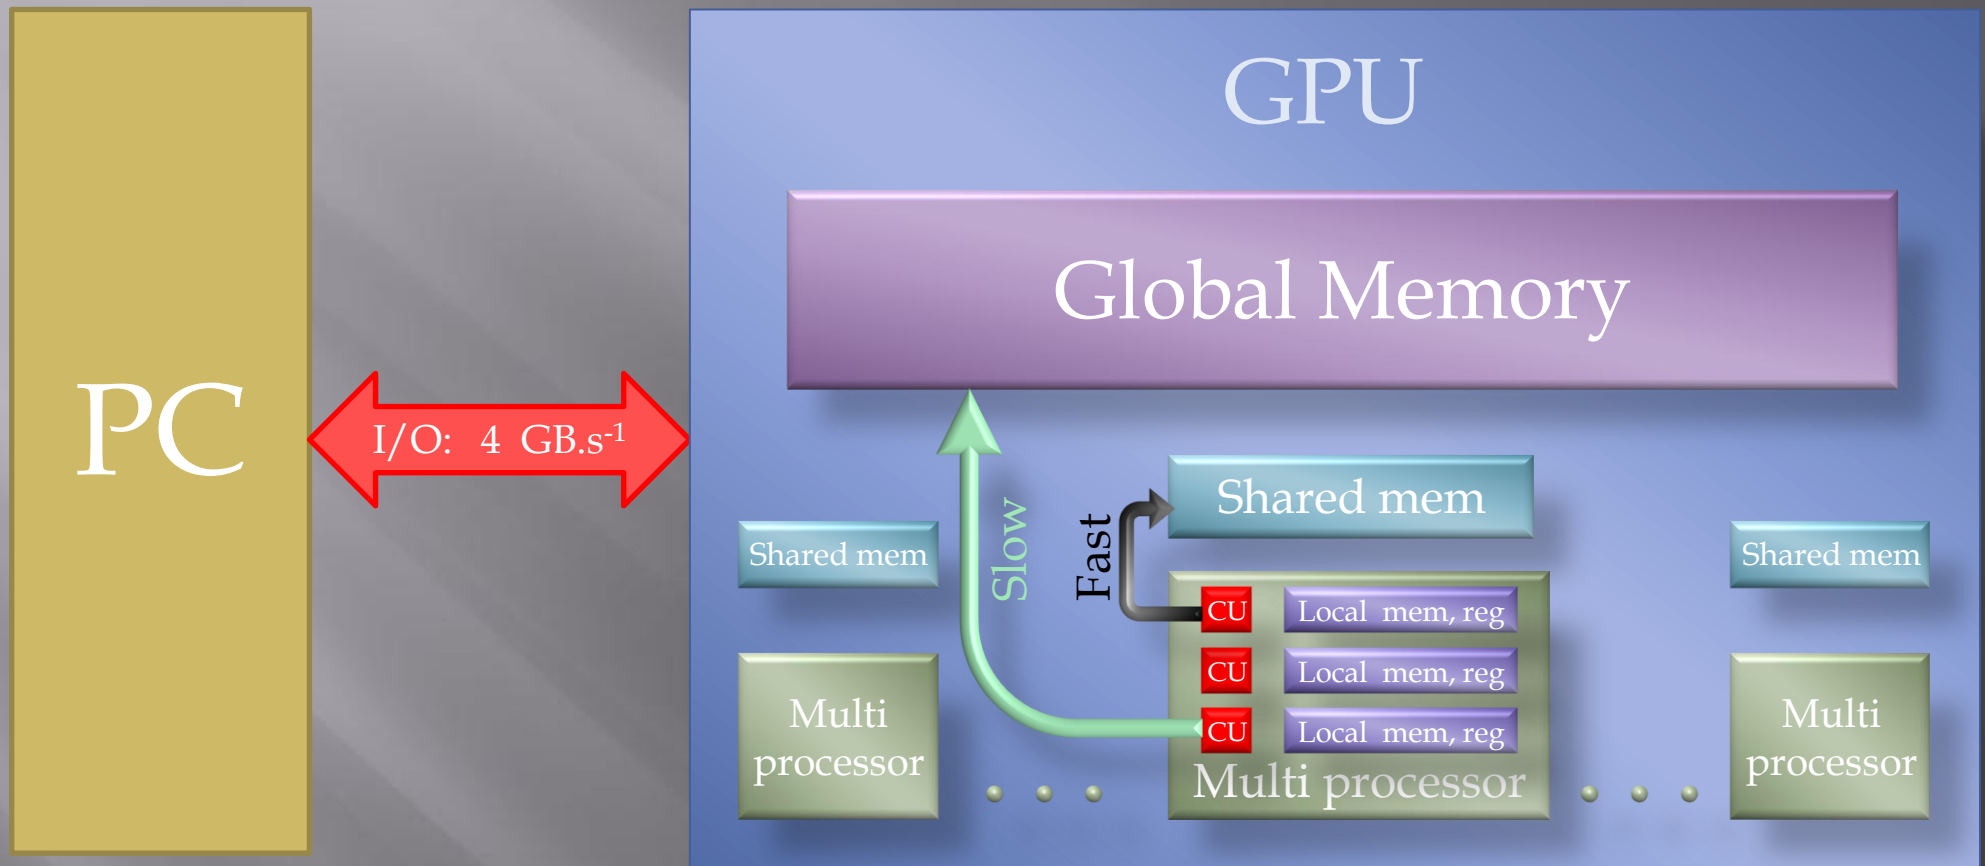 PC
I/O: 4 GB.s⁻¹
GPU
Global Memory
Slow
Fast
Shared mem
Shared mem
Shared mem
CU
Local mem, reg
CU
Local mem, reg
CU
Local mem, reg
Multi processor
Multi
processor
Multi
processor